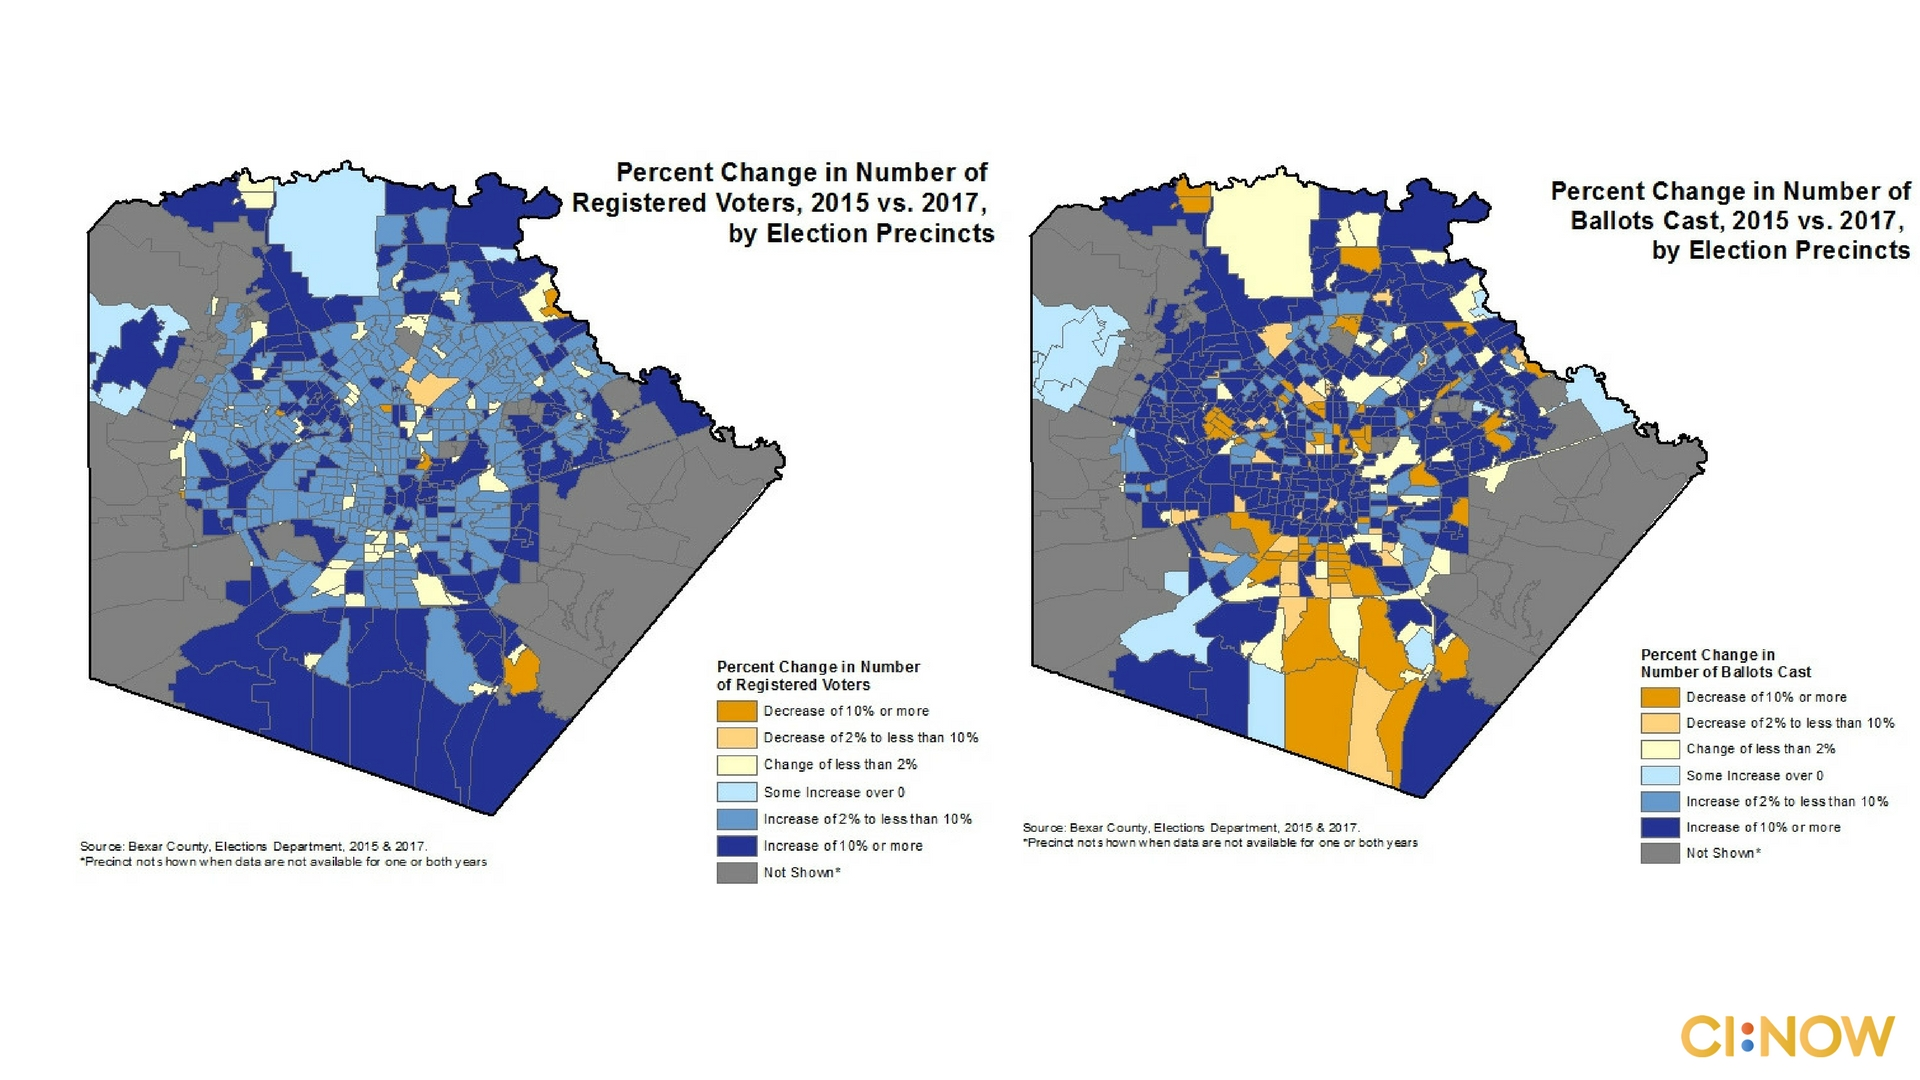 Percent Change in Number of
Registered Voters, 2015 vs. 2017,
by Election Precincts
Percent Change in Number
of Registered Voters
Decrease of 10% or more
Decrease of 2% to less than 10%
Change of less than 2%
Some Increase over 0
Increase of 2% to less than 10%
Increase of 10% or more
Not Shown*
Source: Bexar County, Elections Department, 2015 & 2017.
*Precinct not shown when data are not available for one or both years
Percent Change in Number of
Ballots Cast, 2015 vs. 2017,
by Election Precincts
Percent Change in
Number of Ballots Cast
Decrease of 10% or more
Decrease of 2% to less than 10%
Change of less than 2%
Some Increase over 0
Increase of 2% to less than 10%
Increase of 10% or more
Not Shown*
Source: Bexar County, Elections Department, 2015 & 2017.
*Precinct not shown when data are not available for one or both years
CI:NOW